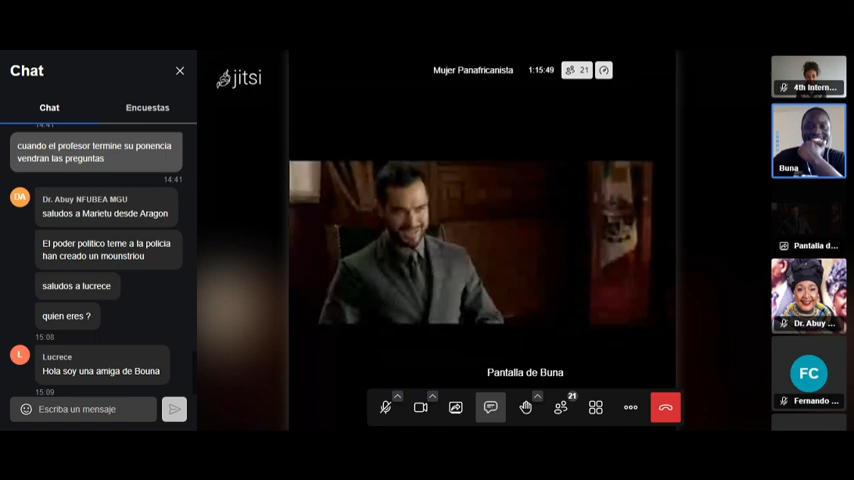 Chat
jitsi
Mujer Panafricanista
1:15:49
21
Chat
Encuestas
14:41
cuando el profesor termine su ponencia
vendran las preguntas
14:41
DA
Dr. Abuy NFUBEA MGU
saludos a Marietu desde Aragon
El poder politico teme a la policia
han creado un mounstriou
saludos a lucrece
quien eres ?
15:08
L
Lucrece
Hola soy una amiga de Bouna
15:09
Escriba un mensaje
Pantalla de Buna
21
4th Intern...
Buna
Pantalla d...
Dr. Abuy ...
FC
Fernando ...